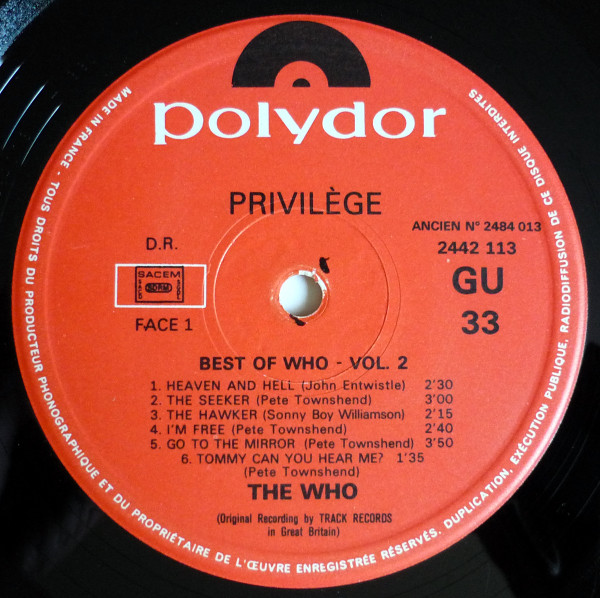 polydor
PRIVILÈGE
ANCIEN N° 2484 013
D.R.
2442 113
SACEM
GU
FACE 1
33
BEST OF WHO - VOL. 2
1. HEAVEN AND HELL (John Entwistle) 2'30
2. THE SEEKER (Pete Townshend) 3'00
3. THE HAWKER (Sonny Boy Williamson) 2'15
4. I'M FREE (Pete Townshend) 2'40
5. GO TO THE MIRROR (Pete Townshend) 3'50
6. TOMMY CAN YOU HEAR ME? 1'35
(Pete Townshend)
THE WHO
(Original Recording by TRACK RECORDS
in Great Britain)
MADE IN FRANCE - TOUS DROITS DU PRODUCTEUR PHONOGRAPHIQUE ET DU PROPRIÉTAIRE DE L'ŒUVRE ENREGISTRÉE RÉSERVÉS. DUPLICATION, EXÉCUTION PUBLIQUE, RADIODIFFUSION DE CE DISQUE INTERDITES